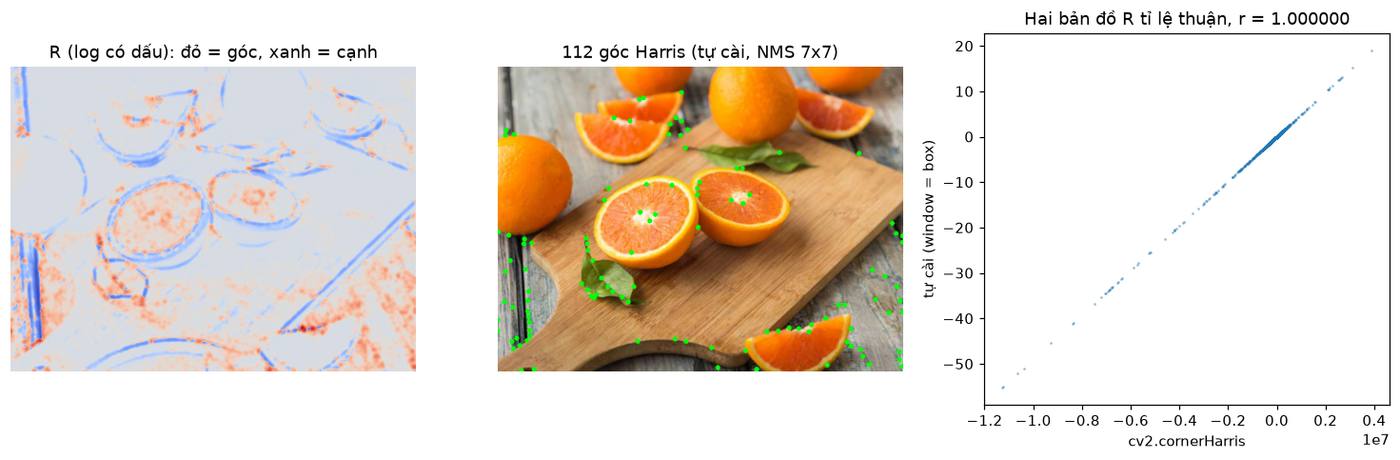 R (log có dấu): đỏ = góc, xanh = cạnh
112 góc Harris (tự cài, NMS 7x7)
Hai bản đồ R tỉ lệ thuận, r = 1.000000
tự cài (window = box)
20
10
0
−10
−20
−30
−40
−50
−1.2 −1.0 −0.8 −0.6 −0.4 −0.2 0.0 0.2 0.4
1e7
cv2.cornerHarris